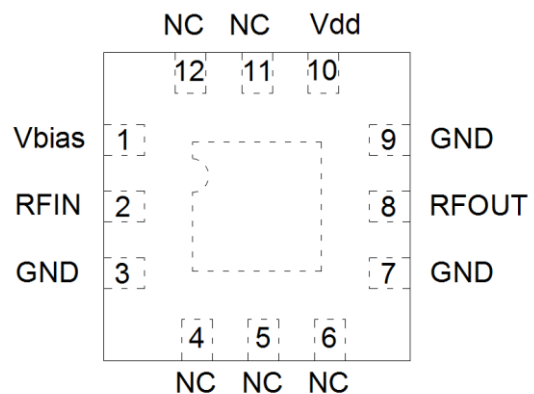 NC NC Vdd
12 11 10
Vbias 1 9 GND
RFIN 2 8 RFOUT
GND 3 7 GND
4 5 6
NC NC NC